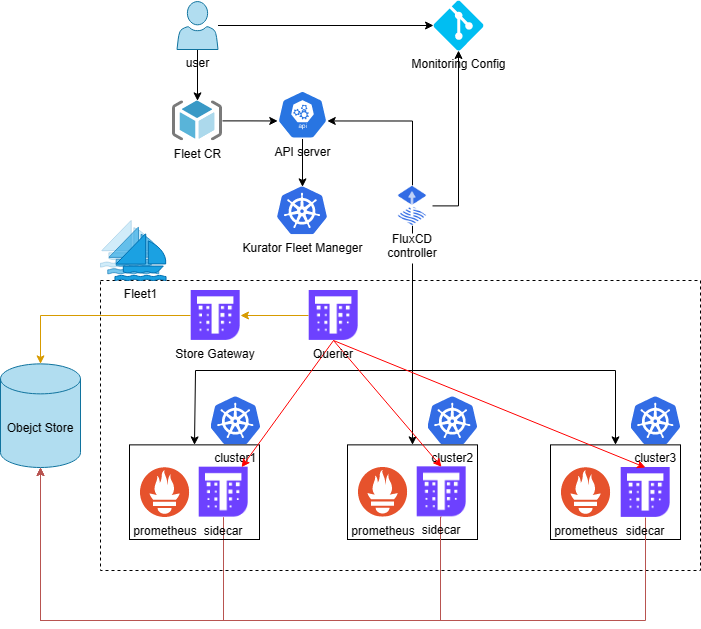 user
Monitoring Config
Fleet CR
api
API server
Kurator Fleet Maneger
FluxCD
controller
Fleet1
Store Gateway
Querier
Obejct Store
cluster1
cluster2
cluster3
prometheus
sidecar
prometheus
sidecar
prometheus
sidecar